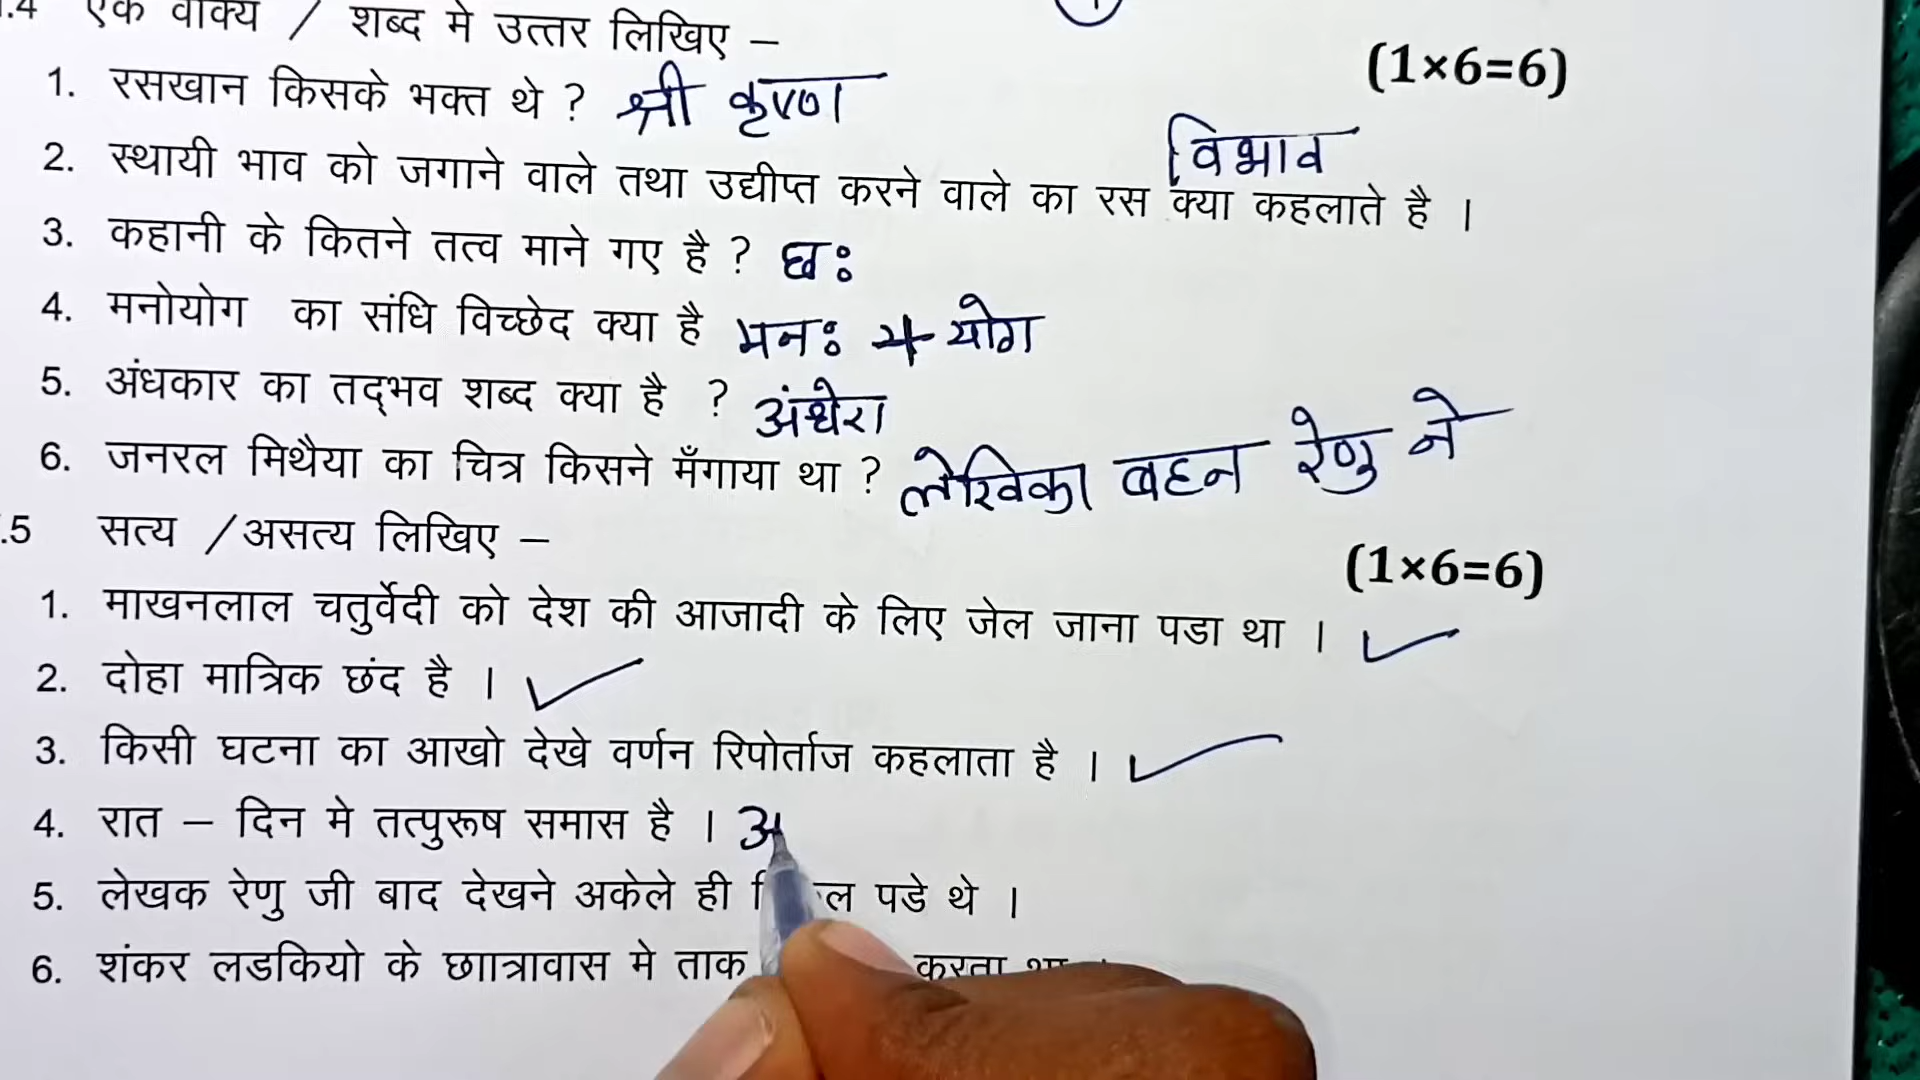 .4 एक वाक्य / शब्द मे उत्तर लिखिए –
(1×6=6)
1. रसखान किसके भक्त थे ? श्री कृष्ण
विभाव
2. स्थायी भाव को जगाने वाले तथा उद्यीप्त करने वाले का रस क्या कहलाते है ।
3. कहानी के कितने तत्व माने गए है ? छः
4. मनोयोग का संधि विच्छेद क्या है मनः + योग
5. अंधकार का तद्‌भव शब्द क्या है ? अंधेरा
6. जनरल मिथैया का चित्र किसने मँगाया था ? लेखिका बहन रेणु ने
.5 सत्य / असत्य लिखिए –
(1×6=6)
1. माखनलाल चतुर्वेदी को देश की आजादी के लिए जेल जाना पडा था । ✓
2. दोहा मात्रिक छंद है । ✓
3. किसी घटना का आखो देखे वर्णन रिपोर्ताज कहलाता है । ✓
4. रात – दिन मे तत्पुरूष समास है । अ
5. लेखक रेणु जी बाद देखने अकेले ही पडे थे ।
6. शंकर लडकियो के छाात्रावास मे ताक करता था